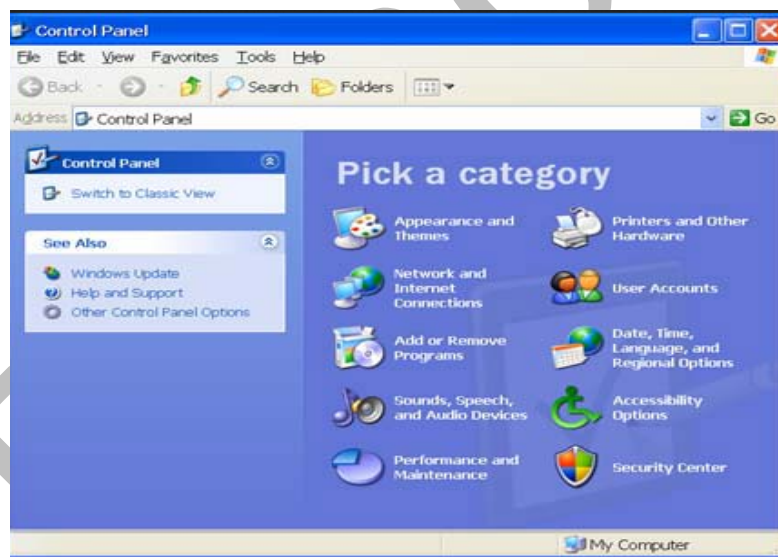 Control Panel
File Edit View Favorites Tools Help
Back Search Folders
Address Control Panel Go
Control Panel
Switch to Classic View
See Also
Windows Update
Help and Support
Other Control Panel Options
Pick a category
Appearance and
Themes
Printers and Other
Hardware
Network and
Internet
Connections
User Accounts
Add or Remove
Programs
Date, Time,
Language, and
Regional Options
Sounds, Speech,
and Audio Devices
Accessibility
Options
Performance and
Maintenance
Security Center
My Computer